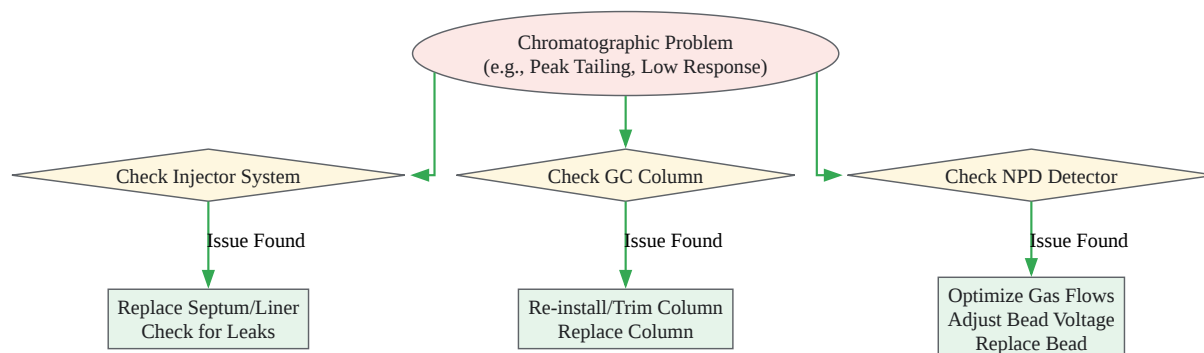 Chromatographic Problem
(e.g., Peak Tailing, Low Response)
Check Injector System
Check GC Column
Check NPD Detector
Issue Found
Issue Found
Issue Found
Replace Septum/Liner
Check for Leaks
Re-install/Trim Column
Replace Column
Optimize Gas Flows
Adjust Bead Voltage
Replace Bead